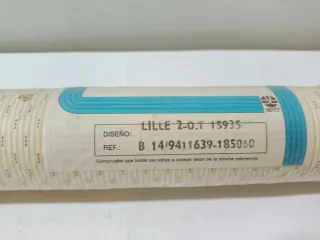 DISEÑO: LILLE 2-O.T 15935
REF.: B 14/9411639-185060
Compruebe que todos los rollos a colocar sean de la misma referencia.